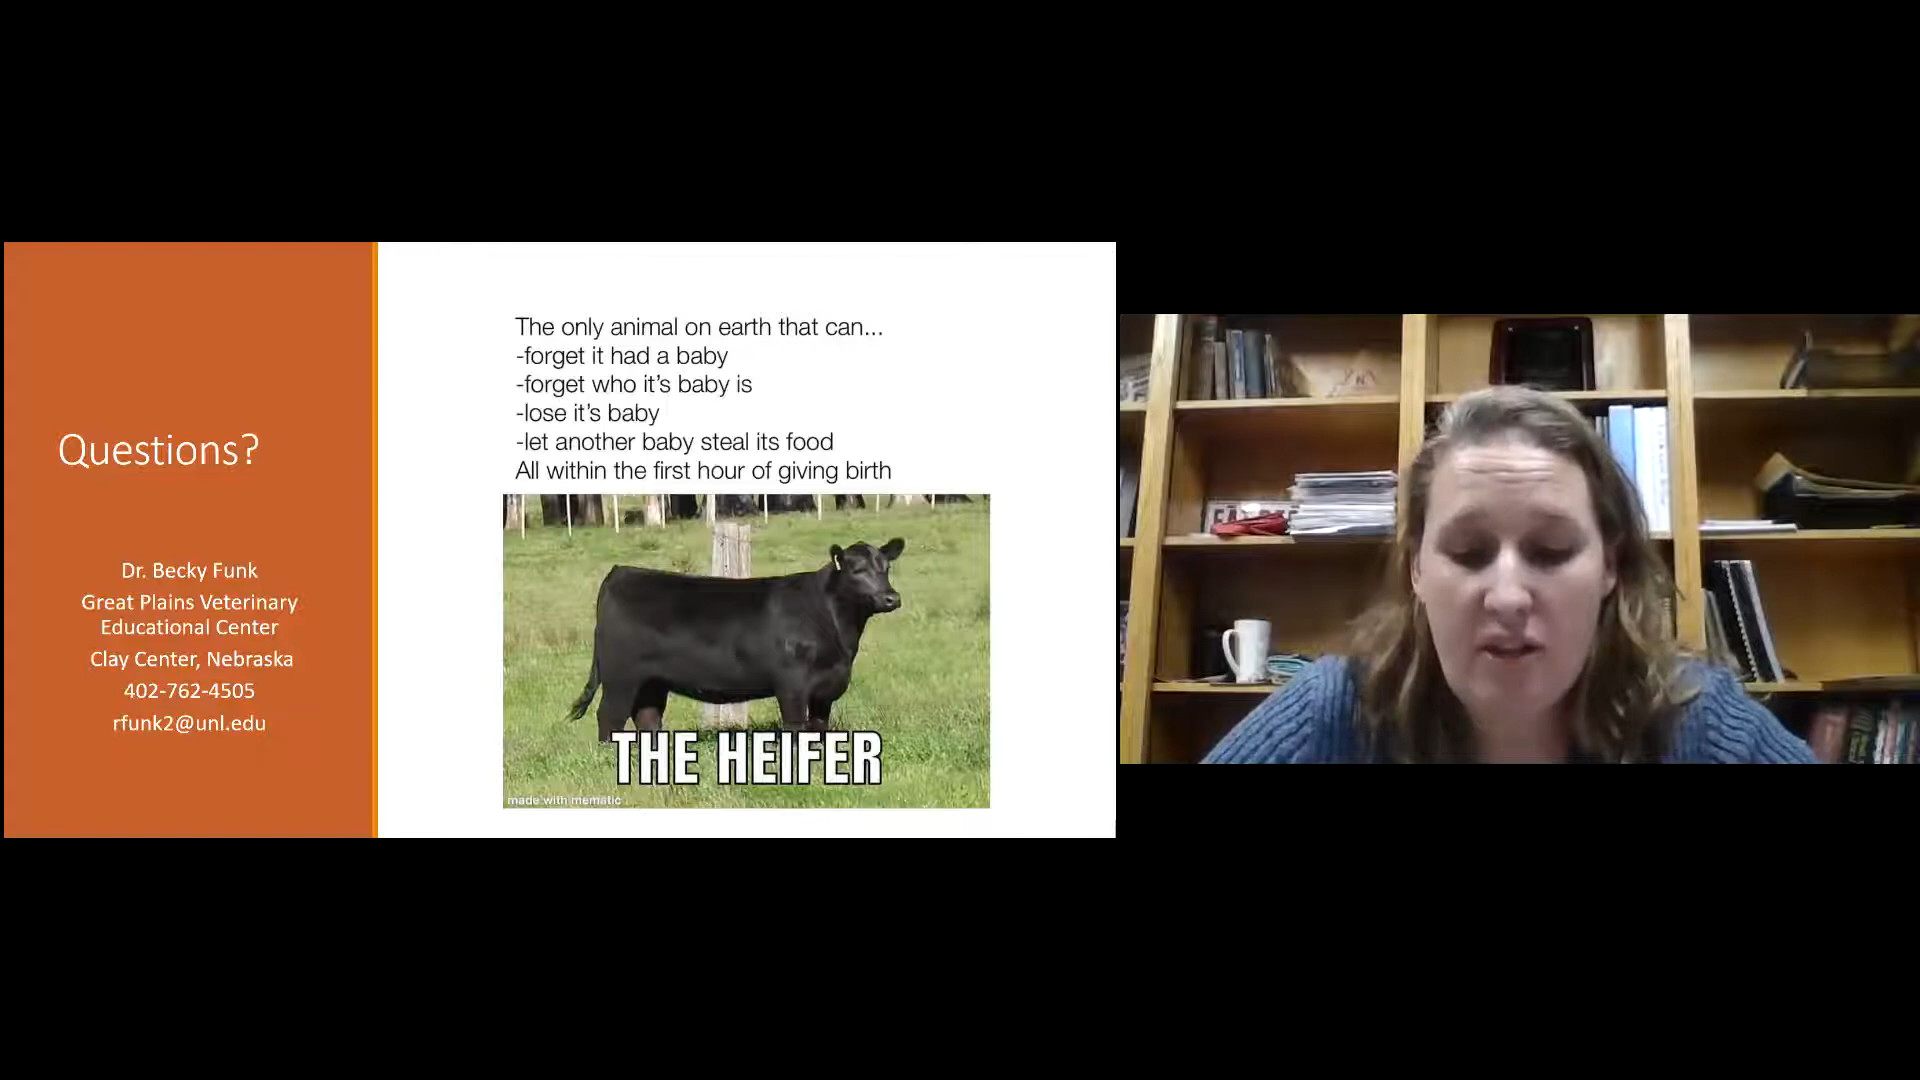 Questions?
Dr. Becky Funk
Great Plains Veterinary
Educational Center
Clay Center, Nebraska
402-762-4505
rfunk2@unl.edu
The only animal on earth that can...
-forget it had a baby
-forget who it's baby is
-lose it's baby
-let another baby steal its food
All within the first hour of giving birth
THE HEIFER
made with mematic